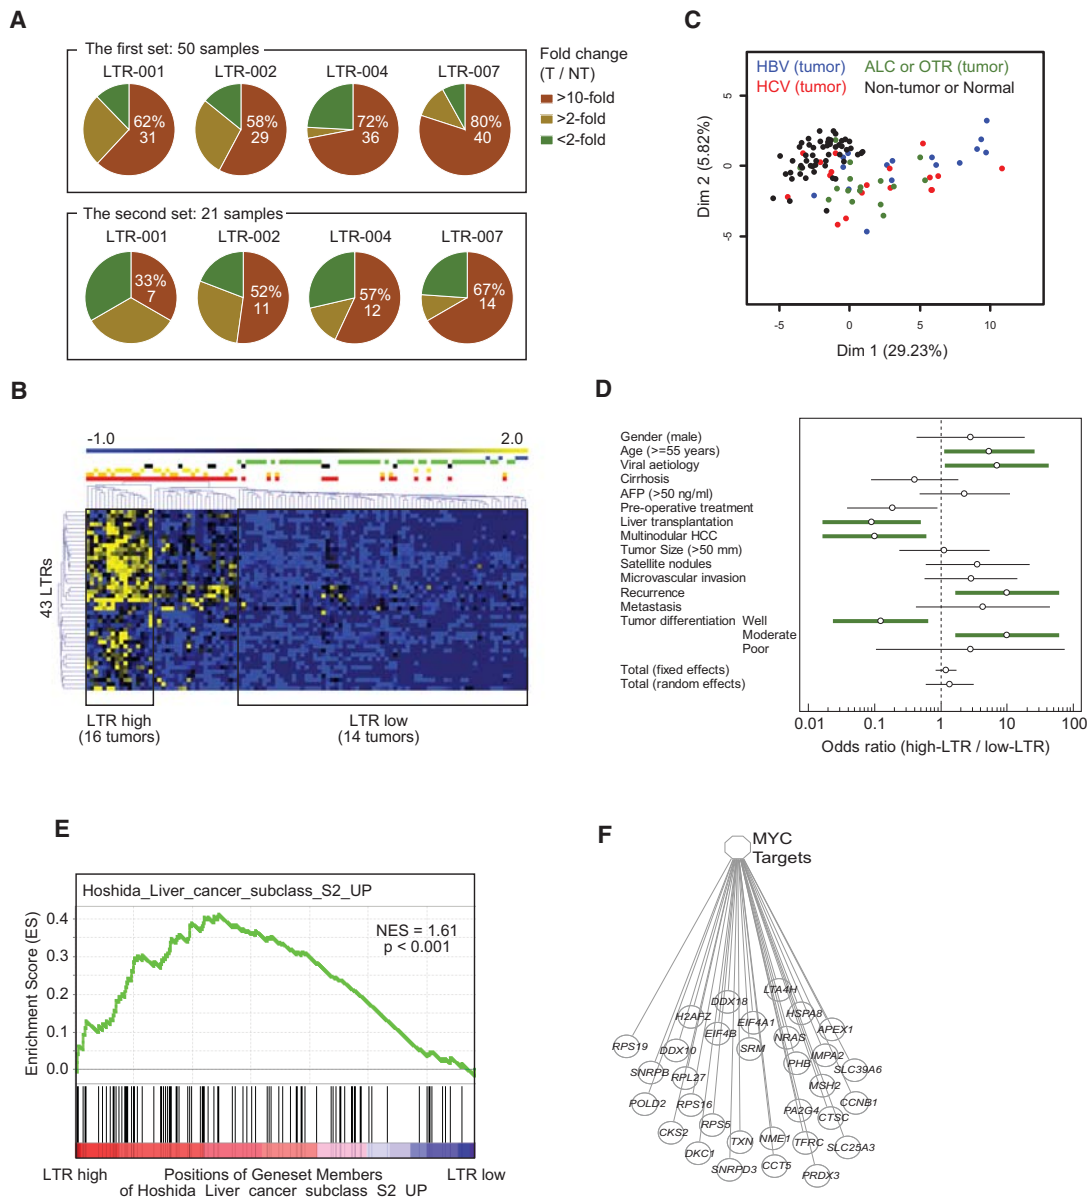 A
The first set: 50 samples
LTR-001 LTR-002 LTR-004 LTR-007
62% 58% 72% 80%
31 29 36 40
Fold change
(T / NT)
>10-fold
>2-fold
<2-fold
The second set: 21 samples
LTR-001 LTR-002 LTR-004 LTR-007
33% 52% 57% 67%
7 11 12 14
C
HBV (tumor) ALC or OTR (tumor)
HCV (tumor) Non-tumor or Normal
Dim 2 (5.82%)
5
0
-5
-5 0 5 10
Dim 1 (29.23%)
B
-1.0 2.0
43 LTRs
LTR high
(16 tumors)
LTR low
(14 tumors)
D
Gender (male)
Age (>=55 years)
Viral aetiology
Cirrhosis
AFP (>50 ng/ml)
Pre-operative treatment
Liver transplantation
Multinodular HCC
Tumor Size (>50 mm)
Satellite nodules
Microvascular invasion
Recurrence
Metastasis
Tumor differentiation Well
Moderate
Poor
Total (fixed effects)
Total (random effects)
0.01 0.1 1 10 100
Odds ratio (high-LTR / low-LTR)
E
Hoshida_Liver_cancer_subclass_S2_UP
NES = 1.61
p < 0.001
Enrichment Score (ES)
0.4
0.3
0.2
0.1
0.0
LTR high Positions of Geneset Members LTR low
of Hoshida_Liver_cancer_subclass_S2_UP
F
MYC
Targets
LTA4H
DDX18
HSPA8
H2AFZ
EIF4A1
APEX1
EIF4B
NRAS
RPS19
DDX10
SRM
IMPA2
PHB
SLC39A6
SNRPB
RPL27
MSH2
POLD2
RPS16
CCNB1
PA2G4
CTSC
RPS5
CKS2
TXN
NME1
TFRC
SLC25A3
DKC1
SNRPD3
CCT5
PRDX3